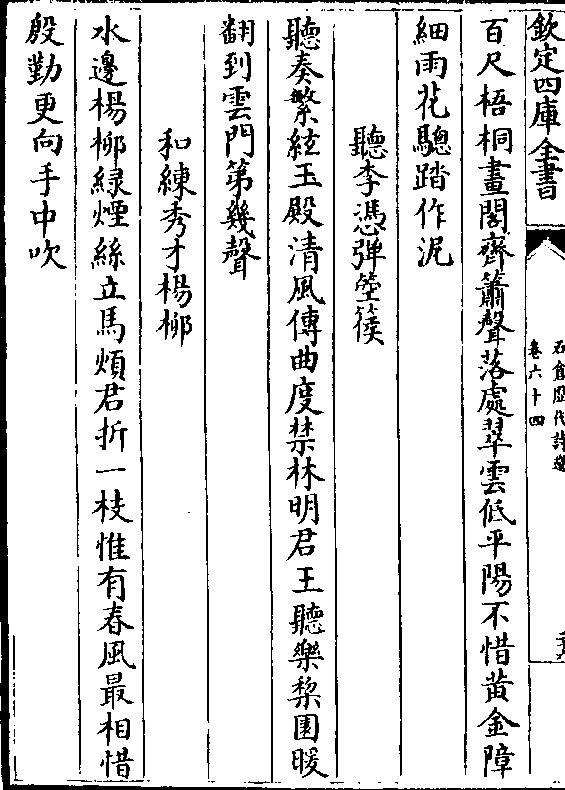 欽定四庫全書
石倉歷代詩選
卷六十四
百尺梧桐畫閣齊簫聲落處翠雲低平陽不惜黄金障
細雨花驄踏作泥
聽李憑彈箜篌
聽奏繁絃玉殿清風傳曲度禁林明君王聽樂棃園暖
翻到雲門第幾聲
和練秀才楊栁
水邊楊栁緑煙絲立馬煩君折一枝惟有春風最相惜
殷勤更向手中吹